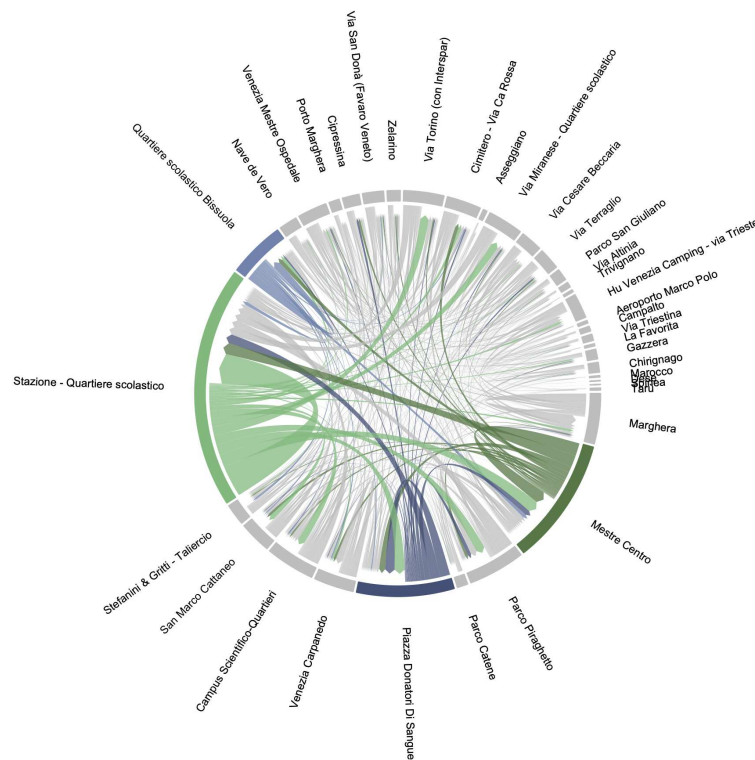 Via San Donà (Favaro Veneto)
Via Torino (con Interspar)
Via Miranese - Quartiere scolastico
Cimitero - Via Ca Rossa
Asseggiano
Zelarino
Cipressina
Porto Marghera
Venezia Mestre Ospedale
Nave de Vero
Quartiere scolastico Bissuola
Via Cesare Beccaria
Via Terraglio
Parco San Giuliano
Via Altinia
Trivignano
Hu Venezia Camping - via Trieste
Aeroporto Marco Polo
Campalto
Via Triestina
La Favorita
Gazzera
Chirignago
Marocco
Spinea
Taru
Stazione - Quartiere scolastico
Marghera
Mestre Centro
Stefanini & Gritti - Taliercio
San Marco Cattaneo
Campus Scientifico-Quartieri
Venezia Carpanedo
Piazza Donatori Di Sangue
Parco Catene
Parco Piraghetto